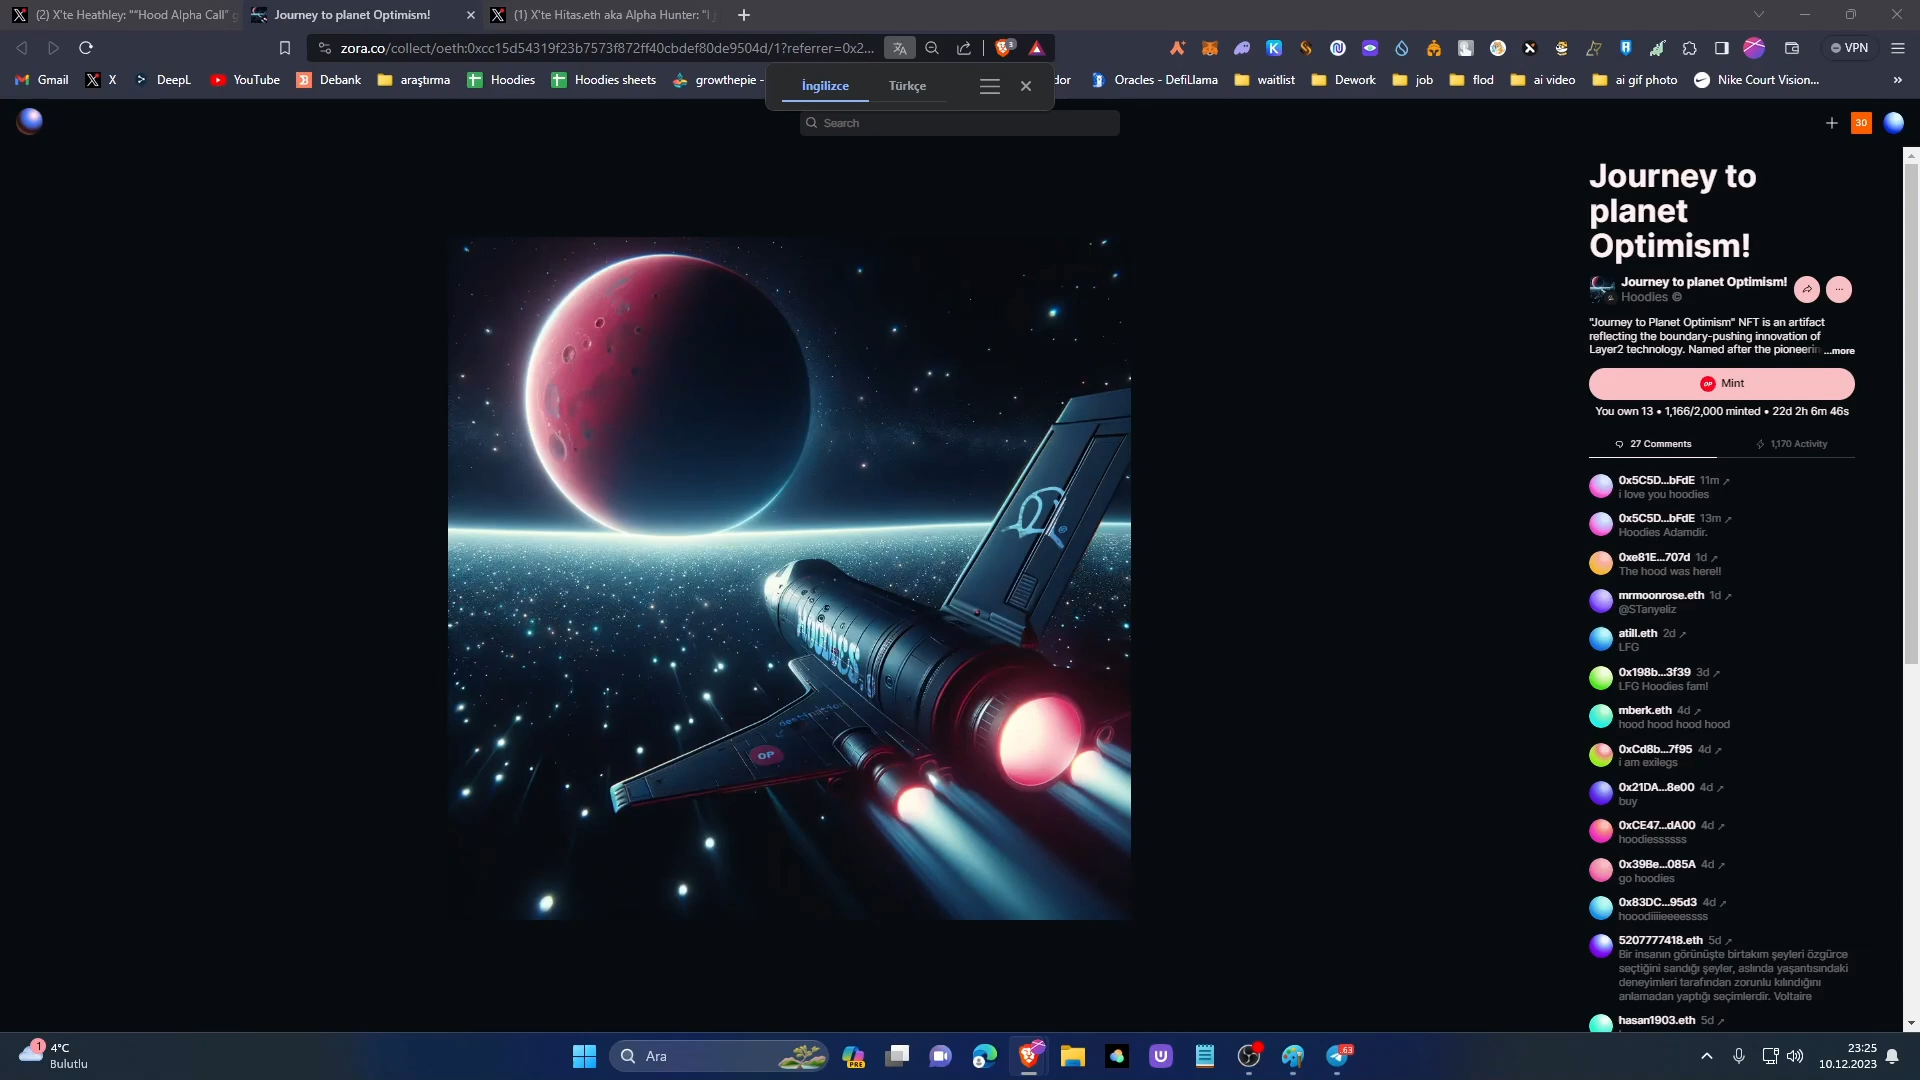 (2) X'te Heathley: "“Hood Alpha Call” g
Journey to planet Optimism!
(1) X'te Hitas.eth aka Alpha Hunter: "I j
zora.co/collect/oeth:0xcc15d54319f23b7573f872ff40cbdef80de9504d/1?referrer=0x2...
3
VPN
Gmail
X
DeepL
YouTube
Debank
araştırma
Hoodies
Hoodies sheets
growthepie -
dor
Oracles - DefiLlama
waitlist
Dework
job
flod
ai video
ai gif photo
Nike Court Vision...
İngilizce
Türkçe
Search
30
Journey to
planet
Optimism!
Journey to planet Optimism!
Hoodies ©
"Journey to Planet Optimism" NFT is an artifact
reflecting the boundary-pushing innovation of
Layer2 technology. Named after the pioneerin ...more
OP Mint
You own 13 • 1,166/2,000 minted • 22d 2h 6m 46s
27 Comments
1,170 Activity
0x5C5D...bFdE 11m
i love you hoodies
0x5C5D...bFdE 13m
Hoodies Adamdir.
0xe81E...707d 1d
The hood was here!!
mrmoonrose.eth 1d
@STanyeliz
atill.eth 2d
LFG
0x198b...3f39 3d
LFG Hoodies fam!
mberk.eth 4d
hood hood hood hood
0xCd8b...7f95 4d
i am exilegs
0x21DA...8e00 4d
buy
0xCE47...dA00 4d
hoodiessssss
0x39Be...085A 4d
go hoodies
0x83DC...95d3 4d
hooodiiiieeeessss
5207777418.eth 5d
Bir insanın görünüşte birtakım şeyleri özgürce
seçtiğini sandığı şeyler, aslında yaşantısındaki
deneyimleri tarafından zorunlu kılındığını
anlamadan yaptığı seçimlerdir. Voltaire
hasan1903.eth 5d
destination
OP
1
4°C
Bulutlu
Ara
PRE
63
23:25
10.12.2023